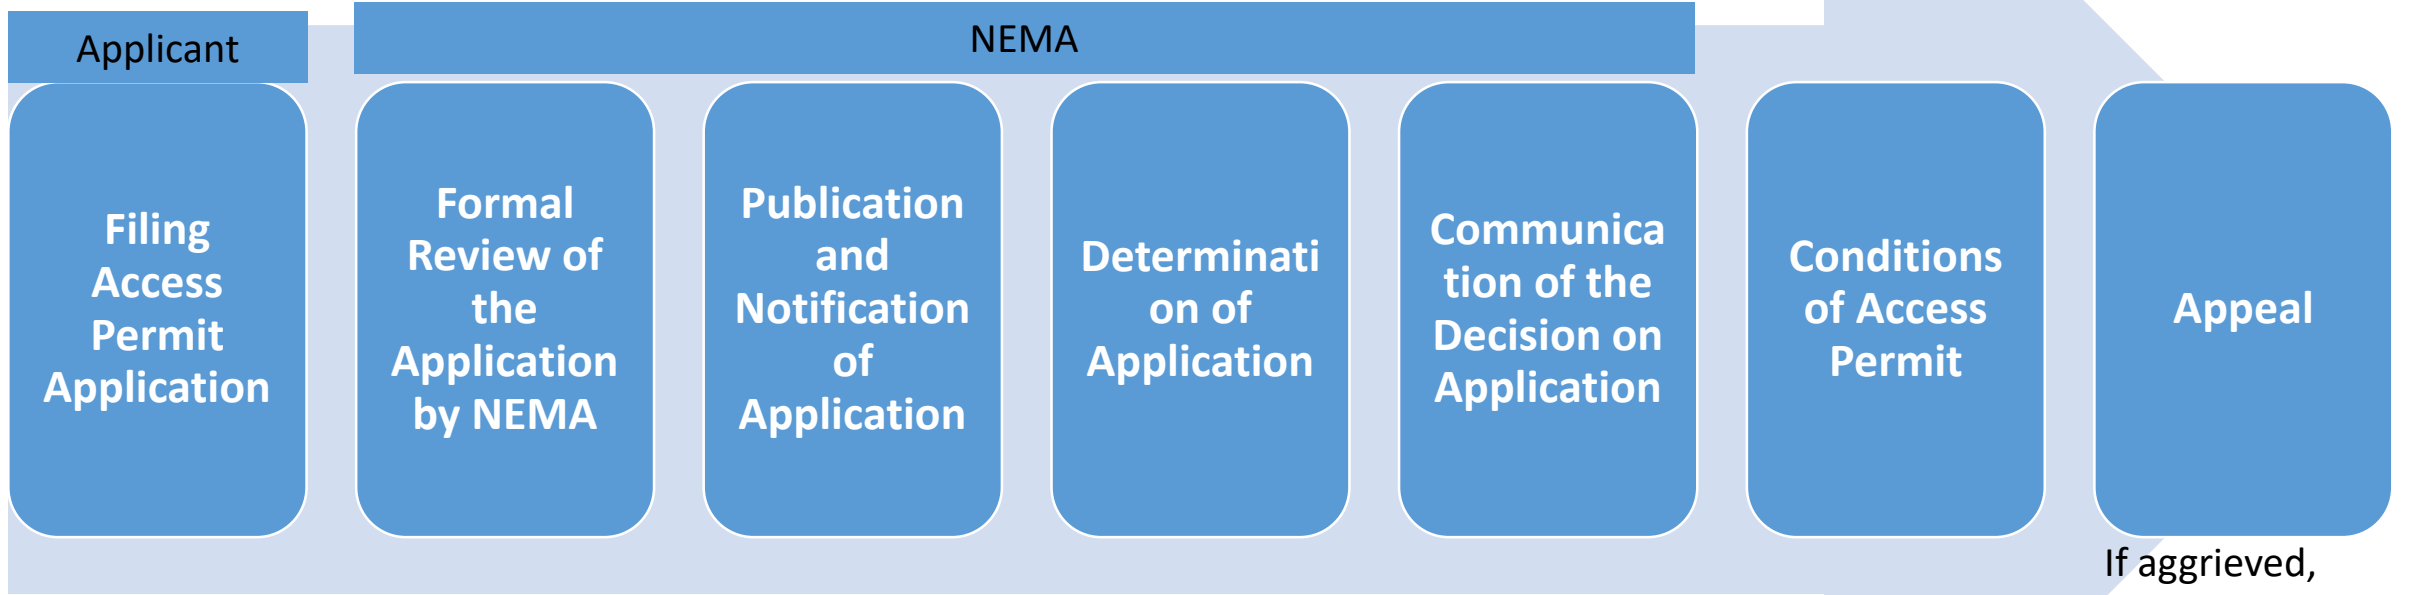 Applicant
NEMA
Filing
Access
Permit
Application
Formal
Review of
the
Application
by NEMA
Publication
and
Notification
of
Application
Determinati
on of
Application
Communica
tion of the
Decision on
Application
Conditions
of Access
Permit
Appeal
If aggrieved,